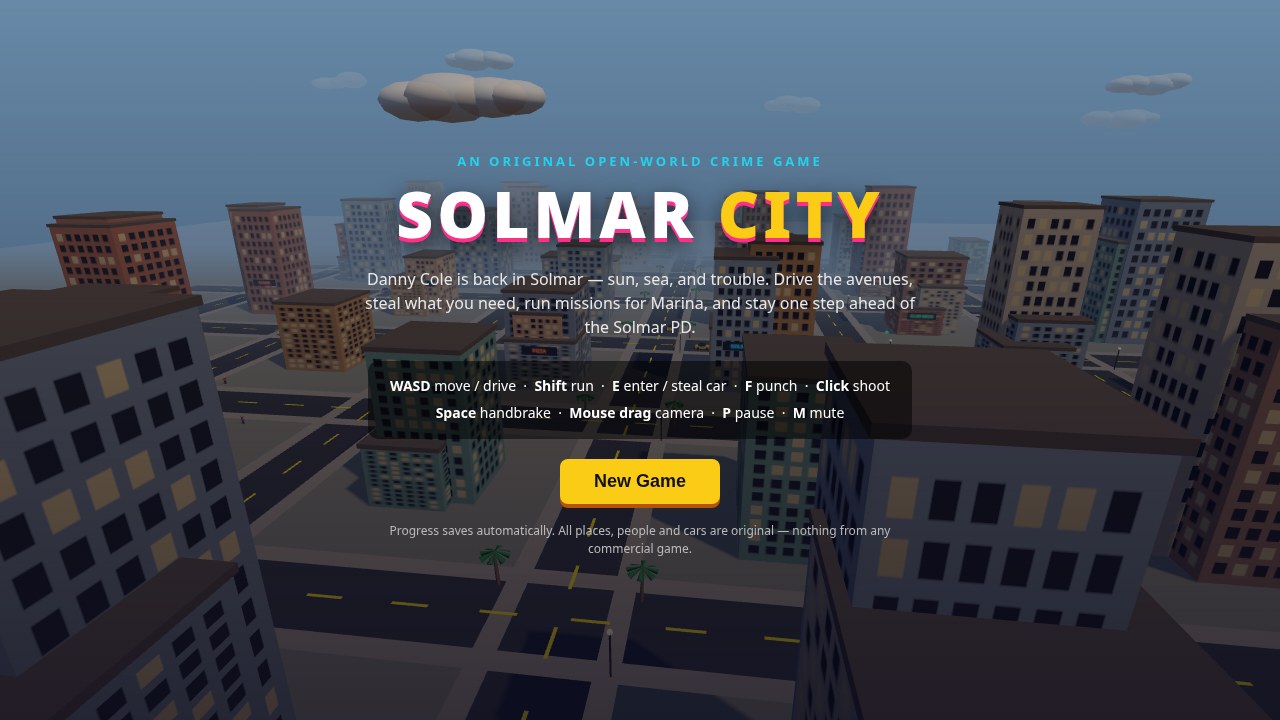 AN ORIGINAL OPEN-WORLD CRIME GAME
SOLMAR CITY
Danny Cole is back in Solmar — sun, sea, and trouble. Drive the avenues,
steal what you need, run missions for Marina, and stay one step ahead of
the Solmar PD.
WASD move / drive · Shift run · E enter / steal car · F punch · Click shoot
Space handbrake · Mouse drag camera · P pause · M mute
New Game
Progress saves automatically. All places, people and cars are original — nothing from any
commercial game.